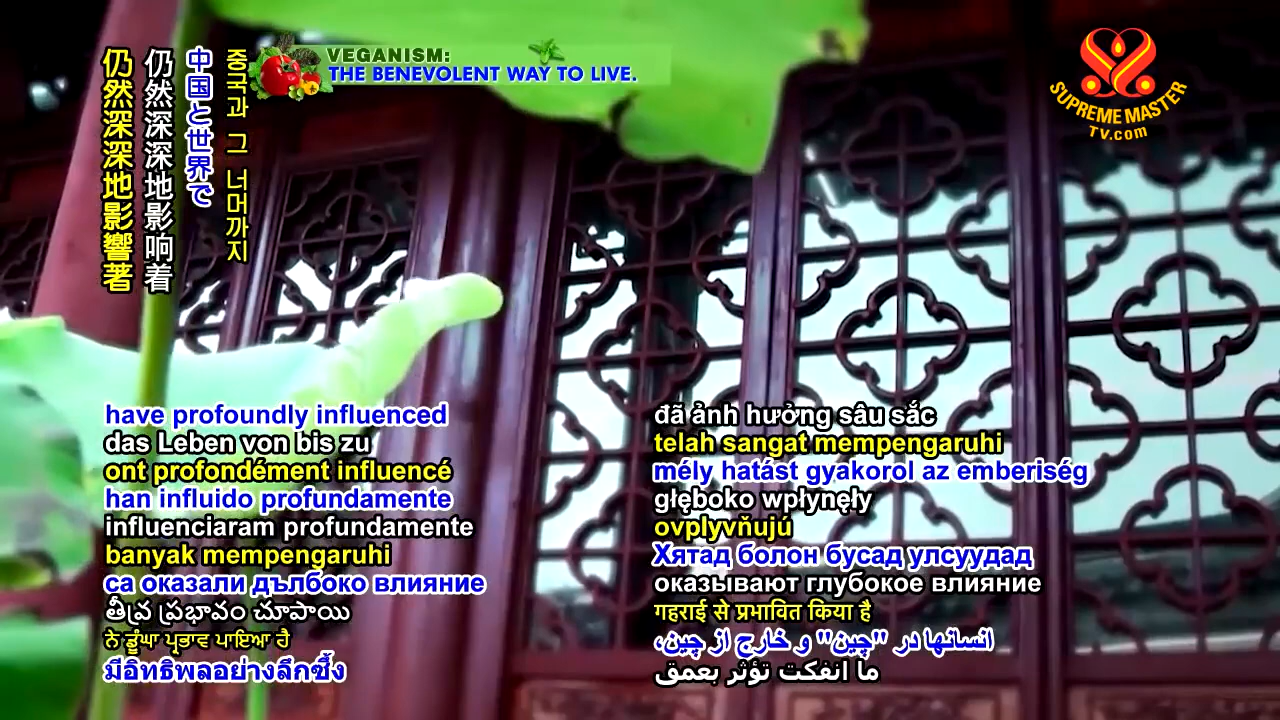 VEGANISM:
THE BENEVOLENT WAY TO LIVE.
SUPREME MASTER
TV.com
仍然深深地影響著
仍然深深地影响着
中国と世界で
중국과 그 너머까지
have profoundly influenced
das Leben von bis zu
ont profondément influencé
han influido profundamente
influenciaram profundamente
banyak mempengaruhi
са оказали дълбоко влияние
తీవ్ర ప్రభావం చూపాయి
ਨੇ ਡੂੰਘਾ ਪ੍ਰਭਾਵ ਪਾਇਆ ਹੈ
มีอิทธิพลอย่างลึกซึ้ง
đã ảnh hưởng sâu sắc
telah sangat mempengaruhi
mély hatást gyakorol az emberiség
głęboko wpłynęły
ovplyvňujú
Хятад болон бусад улсуудад
оказывают глубокое влияние
गहराई से प्रभावित किया है
انسانها در "چین" و خارج از چین،
ما انفكت تؤثر بعمق